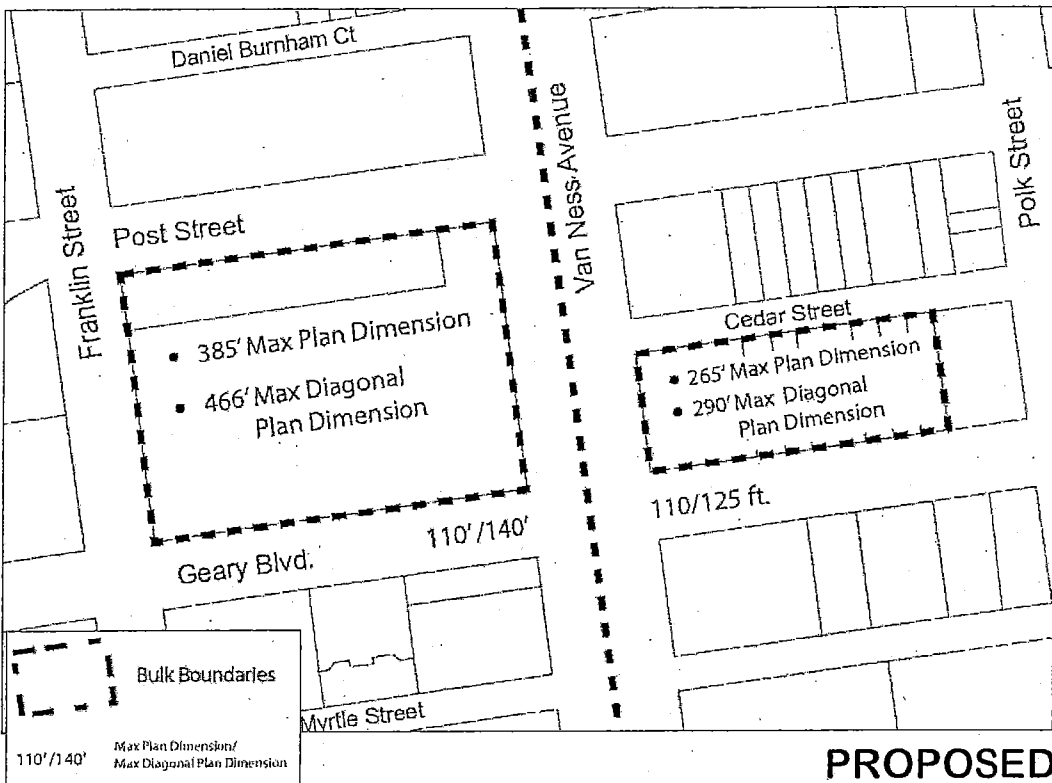 Daniel Burnham Ct
Franklin Street
Post Street
Van Ness Avenue
Polk Street
Cedar Street
• 385' Max Plan Dimension
• 466' Max Diagonal
Plan Dimension
• 265' Max Plan Dimension
• 290' Max Diagonal
Plan Dimension
110'/140'
110/125 ft.
Geary Blvd.
Myrtle Street
Bulk Boundaries
110'/140'
Max Plan Dimension/
Max Diagonal Plan Dimension
PROPOSED